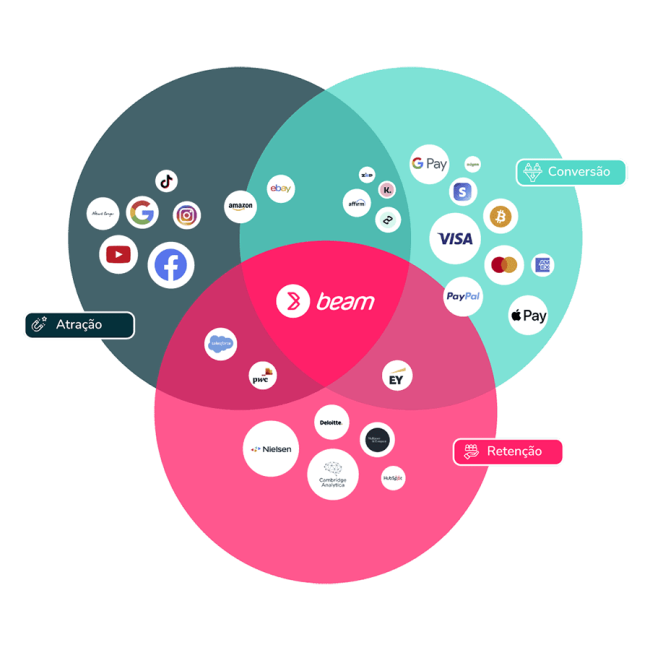 G Pay
Conversão
ebay
zip
K.
amazon
affirm
S
VISA
PayPal
Pay
beam
Atração
salesforce
pwc
EY
Deloitte.
Nielsen
Retenção
Cambridge
Analytica
HubSpot